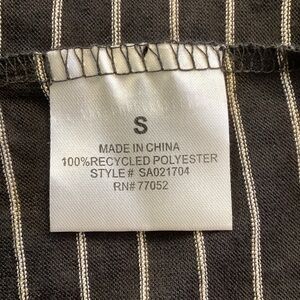 S
MADE IN CHINA
100%RECYCLED POLYESTER
STYLE# SA021704
RN# 77052